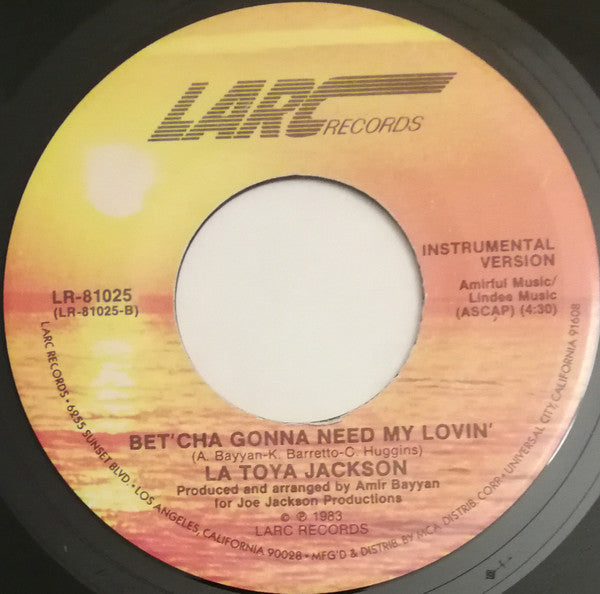 LARC RECORDS
INSTRUMENTAL
VERSION
Amirful Music/
Lindee Music
(ASCAP) (4:30)
LR-81025
(LR-81025-B)
BET'CHA GONNA NEED MY LOVIN'
(A. Bayyan-K. Barretto-C. Huggins)
LA TOYA JACKSON
Produced and arranged by Amir Bayyan
for Joe Jackson Productions
© ℗ 1983
LARC RECORDS
LARC RECORDS • 6255 SUNSET BLVD • LOS ANGELES, CALIFORNIA 90028 • MFG'D & DISTRIB. BY MCA DISTRIB. CORP. • UNIVERSAL CITY, CALIFORNIA 91608